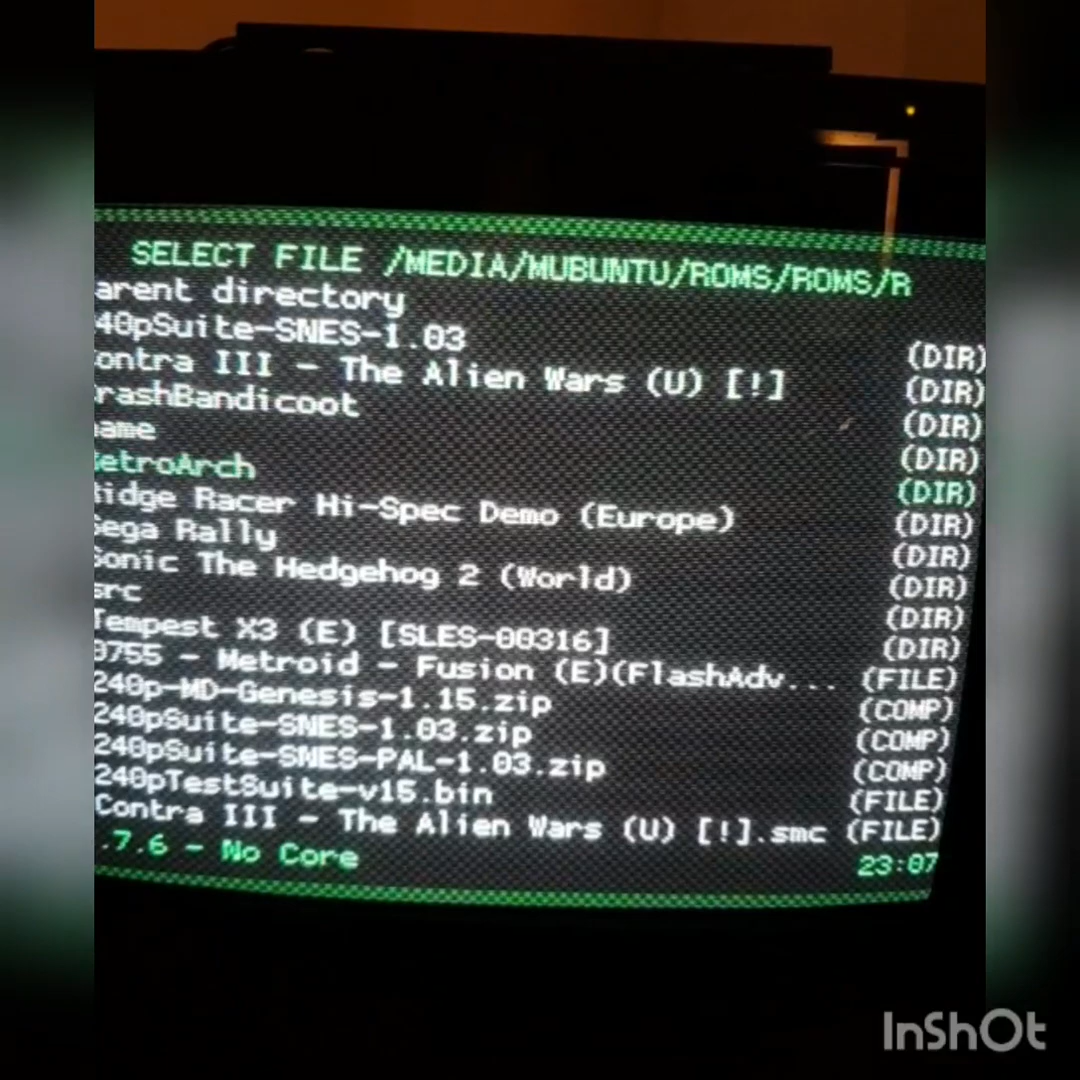 SELECT FILE /MEDIA/MUBUNTU/ROMS/ROMS/R
arent directory
40pSuite-SNES-1.03 (DIR)
ontra III - The Alien Wars (U) [!] (DIR)
rashBandicoot (DIR)
ame (DIR)
etroArch (DIR)
idge Racer Hi-Spec Demo (Europe) (DIR)
Sega Rally (DIR)
Sonic The Hedgehog 2 (World) (DIR)
src (DIR)
Tempest X3 (E) [SLES-00316] (DIR)
0755 - Metroid - Fusion (E)(FlashAdv... (FILE)
240p-MD-Genesis-1.15.zip (COMP)
240pSuite-SNES-1.03.zip (COMP)
240pSuite-SNES-PAL-1.03.zip (COMP)
240pTestSuite-v15.bin (FILE)
Contra III - The Alien Wars (U) [!].smc (FILE)
.7.6 - No Core 23:07
InShOt